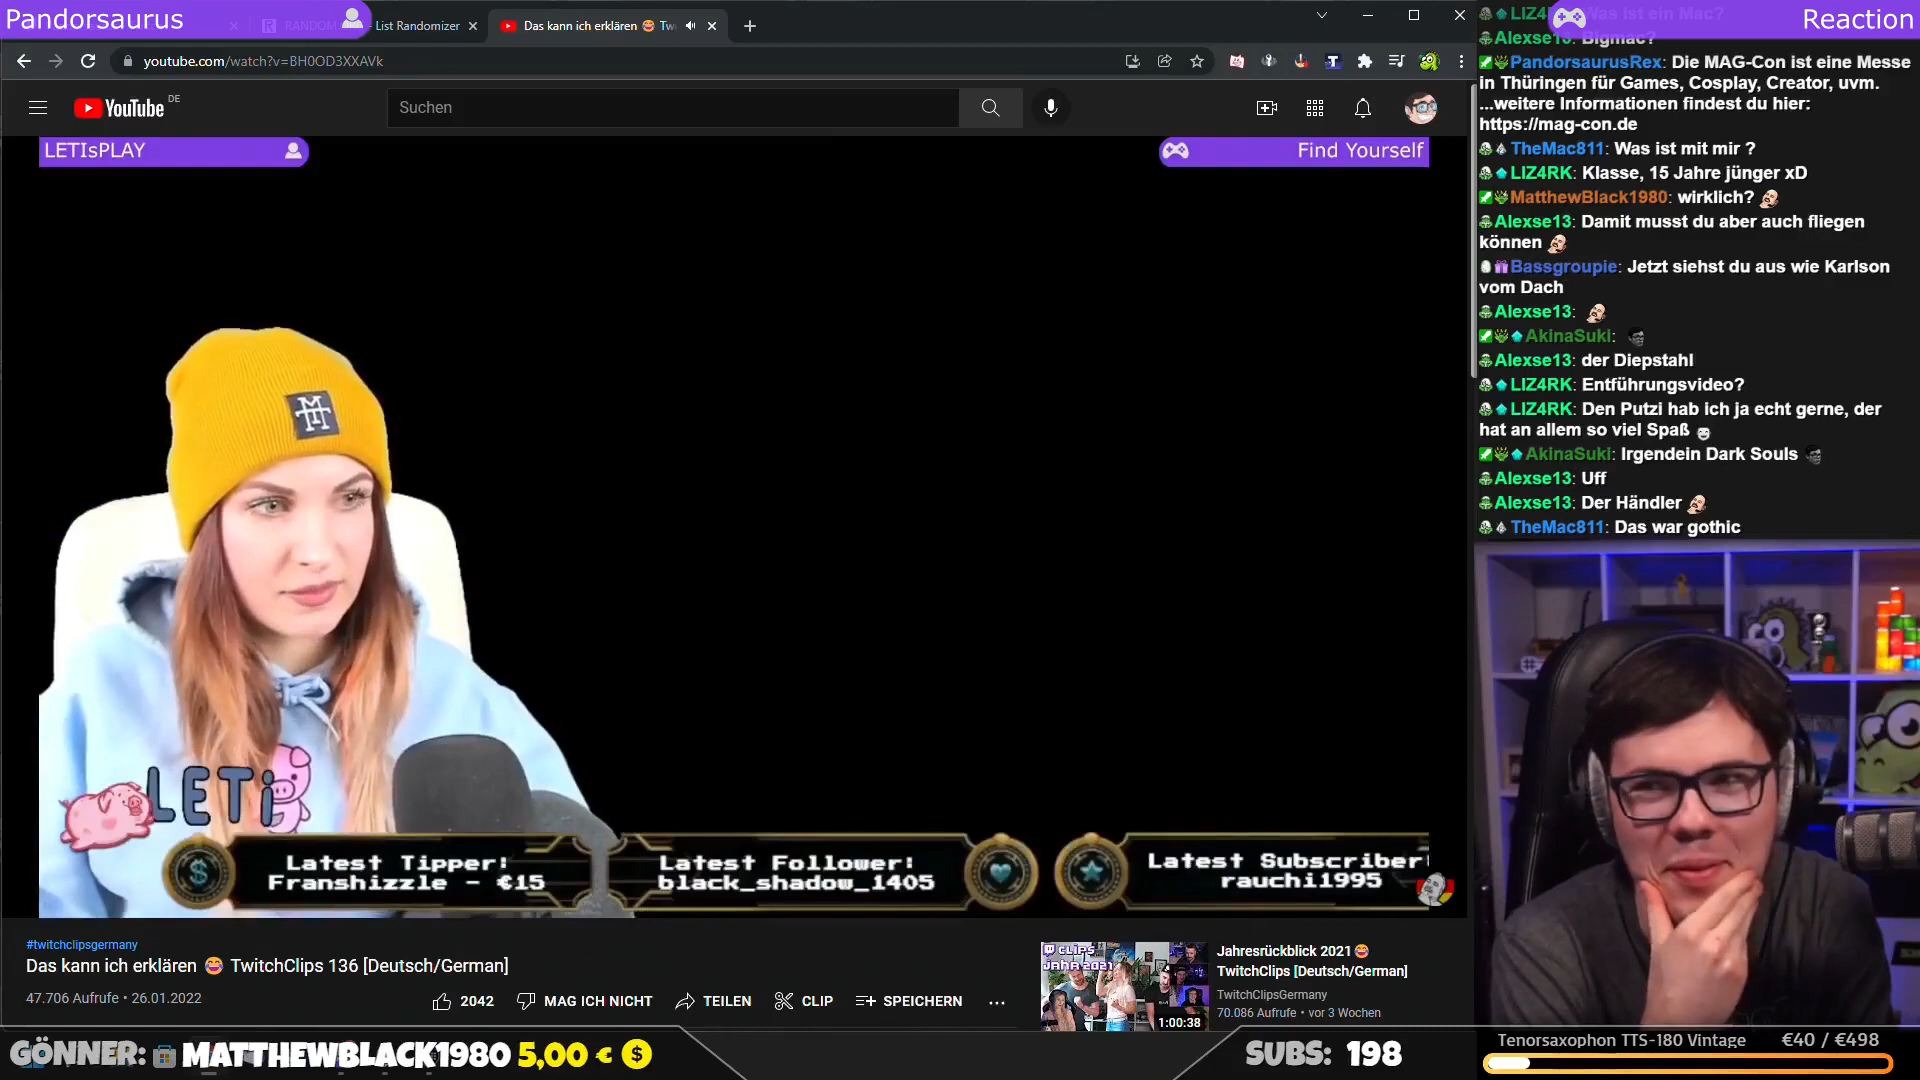 Pandorsaurus
List Randomizer
Das kann ich erklären 😂 Tw
youtube.com/watch?v=BH0OD3XXAVk
YouTube DE
Suchen
LETIsPLAY
Find Yourself
LETi
Latest Tipper:
Franshizzle - €15
Latest Follower:
black_shadow_1405
Latest Subscriber:
rauchi1995
#twitchclipsgermany
Das kann ich erklären 😂 TwitchClips 136 [Deutsch/German]
47.706 Aufrufe • 26.01.2022
2042
MAG ICH NICHT
TEILEN
CLIP
SPEICHERN
CLIPS
1:00:38
Jahresrückblick 2021 😂
TwitchClips [Deutsch/German]
TwitchClipsGermany
70.086 Aufrufe • vor 3 Wochen
Reaction
Was ist ein Mac?
Alexse13: Bigmac?
PandorsaurusRex: Die MAG-Con ist eine Messe
in Thüringen für Games, Cosplay, Creator, uvm.
...weitere Informationen findest du hier:
https://mag-con.de
TheMac811: Was ist mit mir ?
LIZ4RK: Klasse, 15 Jahre jünger xD
MatthewBlack1980: wirklich?
Alexse13: Damit musst du aber auch fliegen
können
Bassgroupie: Jetzt siehst du aus wie Karlson
vom Dach
Alexse13:
AkinaSuki:
Alexse13: der Diepstahl
LIZ4RK: Entführungsvideo?
LIZ4RK: Den Putzi hab ich ja echt gerne, der
hat an allem so viel Spaß
AkinaSuki: Irgendein Dark Souls
Alexse13: Uff
Alexse13: Der Händler
TheMac811: Das war gothic
GÖNNER: MATTHEWBLACK1980 5,00 €
SUBS: 198
Tenorsaxophon TTS-180 Vintage €40 / €498